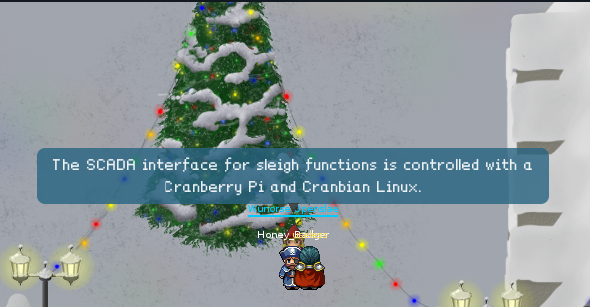 The SCADA interface for sleigh functions is controlled with a
Cranberry Pi and Cranbian Linux.
Honey Badger